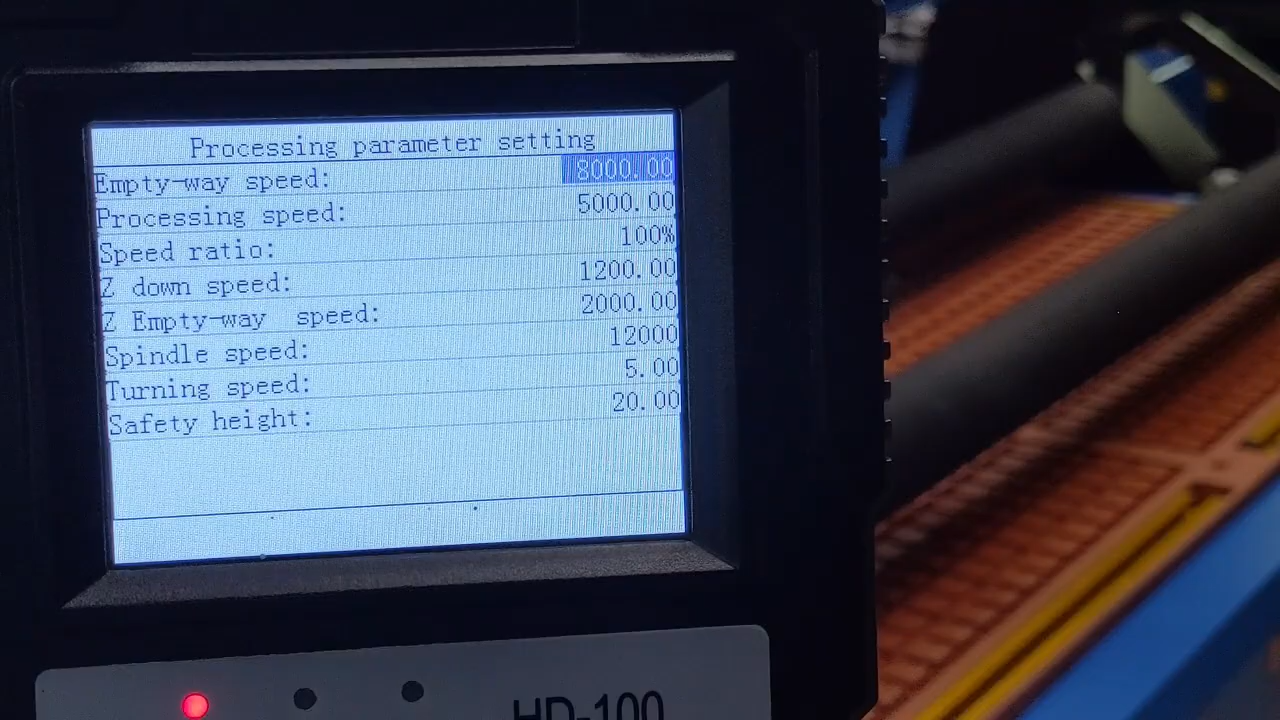 Processing parameter setting
Empty-way speed: 8000.00
Processing speed: 5000.00
Speed ratio: 100%
Z down speed: 1200.00
Z Empty-way speed: 2000.00
Spindle speed: 12000
Turning speed: 5.00
Safety height: 20.00
HD-100